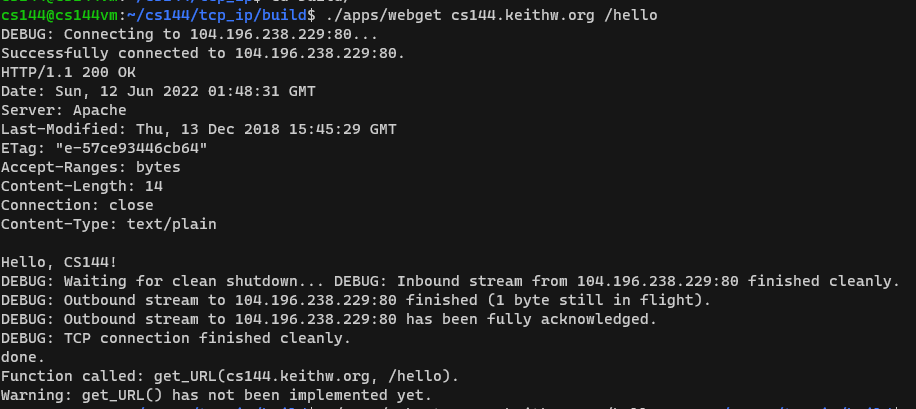 cs144@cs144vm:~/cs144/tcp_ip/build$ ./apps/webget cs144.keithw.org /hello
DEBUG: Connecting to 104.196.238.229:80...
Successfully connected to 104.196.238.229:80.
HTTP/1.1 200 OK
Date: Sun, 12 Jun 2022 01:48:31 GMT
Server: Apache
Last-Modified: Thu, 13 Dec 2018 15:45:29 GMT
ETag: "e-57ce93446cb64"
Accept-Ranges: bytes
Content-Length: 14
Connection: close
Content-Type: text/plain

Hello, CS144!
DEBUG: Waiting for clean shutdown... DEBUG: Inbound stream from 104.196.238.229:80 finished cleanly.
DEBUG: Outbound stream to 104.196.238.229:80 finished (1 byte still in flight).
DEBUG: Outbound stream to 104.196.238.229:80 has been fully acknowledged.
DEBUG: TCP connection finished cleanly.
done.
Function called: get_URL(cs144.keithw.org, /hello).
Warning: get_URL() has not been implemented yet.